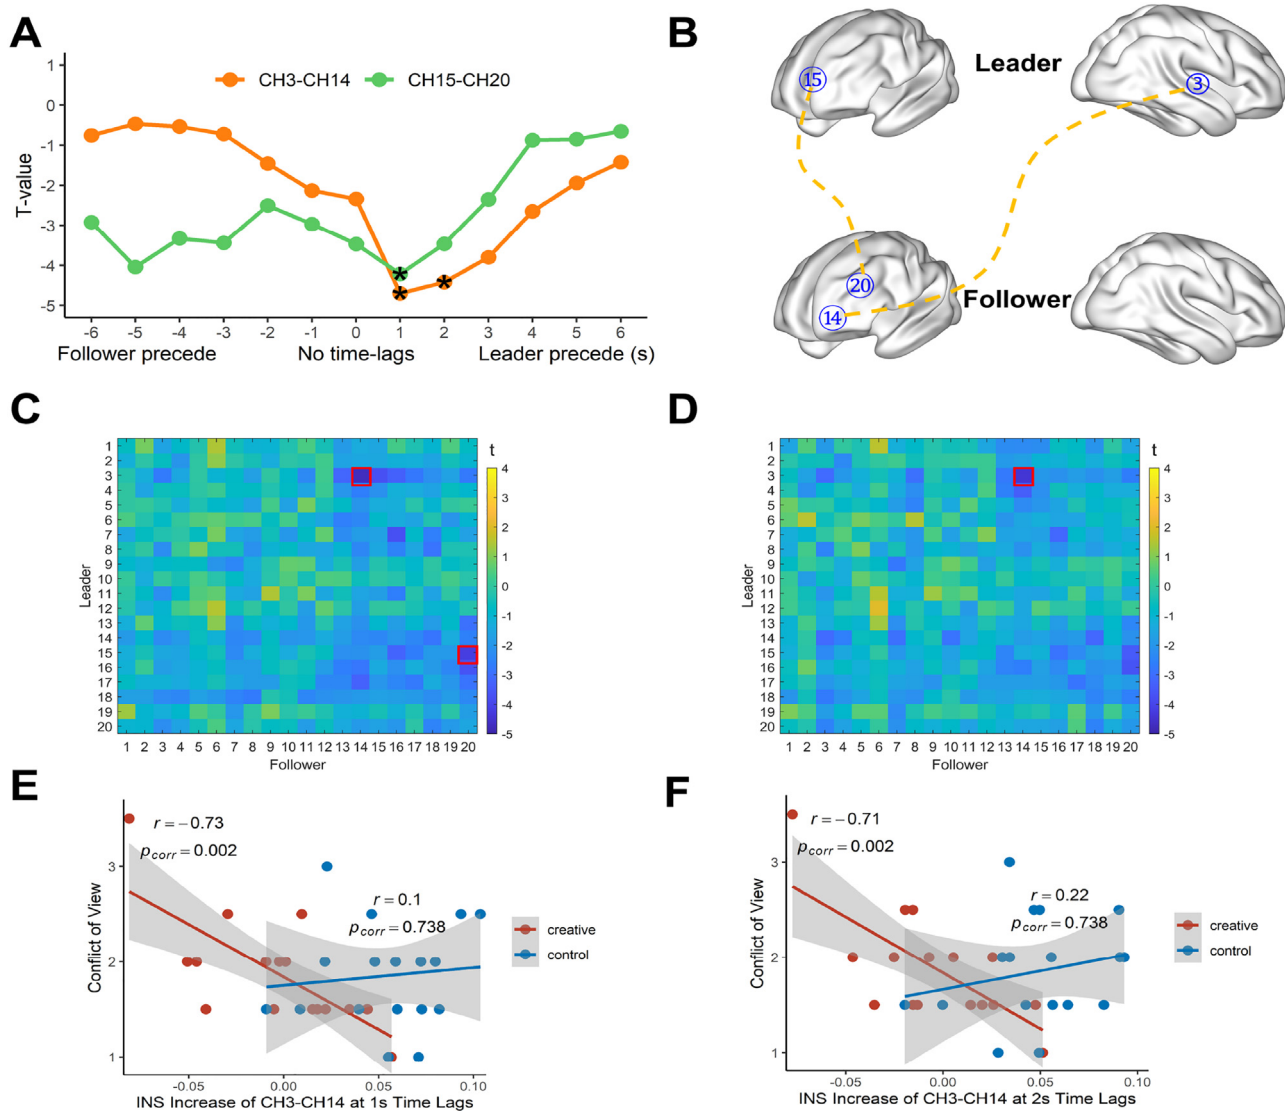 A
CH3-CH14
CH15-CH20
1
0
-1
-2
-3
-4
-5
T-value
* * *
-6 -5 -4 -3 -2 -1 0 1 2 3 4 5 6
Follower precede No time-lags Leader precede (s)
B
Leader
15
3
Follower
20
14
C
t
1
2
3
4
5
6
7
8
9
10
11
12
13
14
15
16
17
18
19
20
Leader
4
3
2
1
0
-1
-2
-3
-4
-5
1 2 3 4 5 6 7 8 9 10 11 12 13 14 15 16 17 18 19 20
Follower
D
t
1
2
3
4
5
6
7
8
9
10
11
12
13
14
15
16
17
18
19
20
Leader
4
3
2
1
0
-1
-2
-3
-4
-5
1 2 3 4 5 6 7 8 9 10 11 12 13 14 15 16 17 18 19 20
Follower
E
r = −0.73
pcorr = 0.002
r = 0.1
pcorr = 0.738
3
2
1
Conflict of View
creative
control
-0.05 0.00 0.05 0.10
INS Increase of CH3-CH14 at 1s Time Lags
F
r = −0.71
pcorr = 0.002
r = 0.22
pcorr = 0.738
3
2
1
Conflict of View
creative
control
-0.05 0.00 0.05 0.10
INS Increase of CH3-CH14 at 2s Time Lags